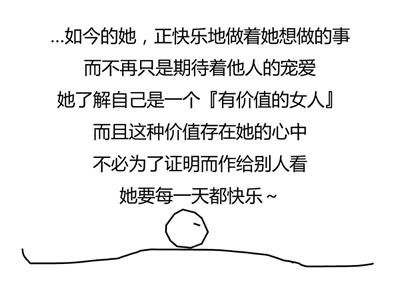 ...如今的她，正快乐地做着她想做的事
而不再只是期待着他人的宠爱
她了解自己是一个『有价值的女人』
而且这种价值存在她的心中
不必为了证明而作给别人看
她要每一天都快乐～